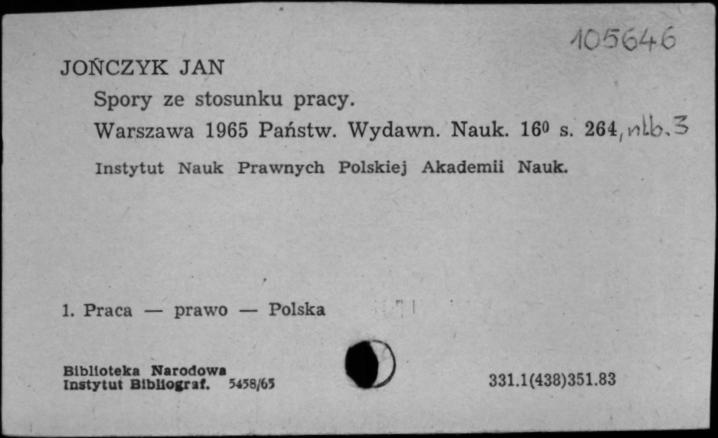 105646
JOŃCZYK JAN
Spory ze stosunku pracy.
Warszawa 1965 Państw. Wydawn. Nauk. 16⁰ s. 264, nlb. 3
Instytut Nauk Prawnych Polskiej Akademii Nauk.
1. Praca — prawo — Polska
Biblioteka Narodowa
Instytut Bibliograf. 5458/65
331.1(438)351.83